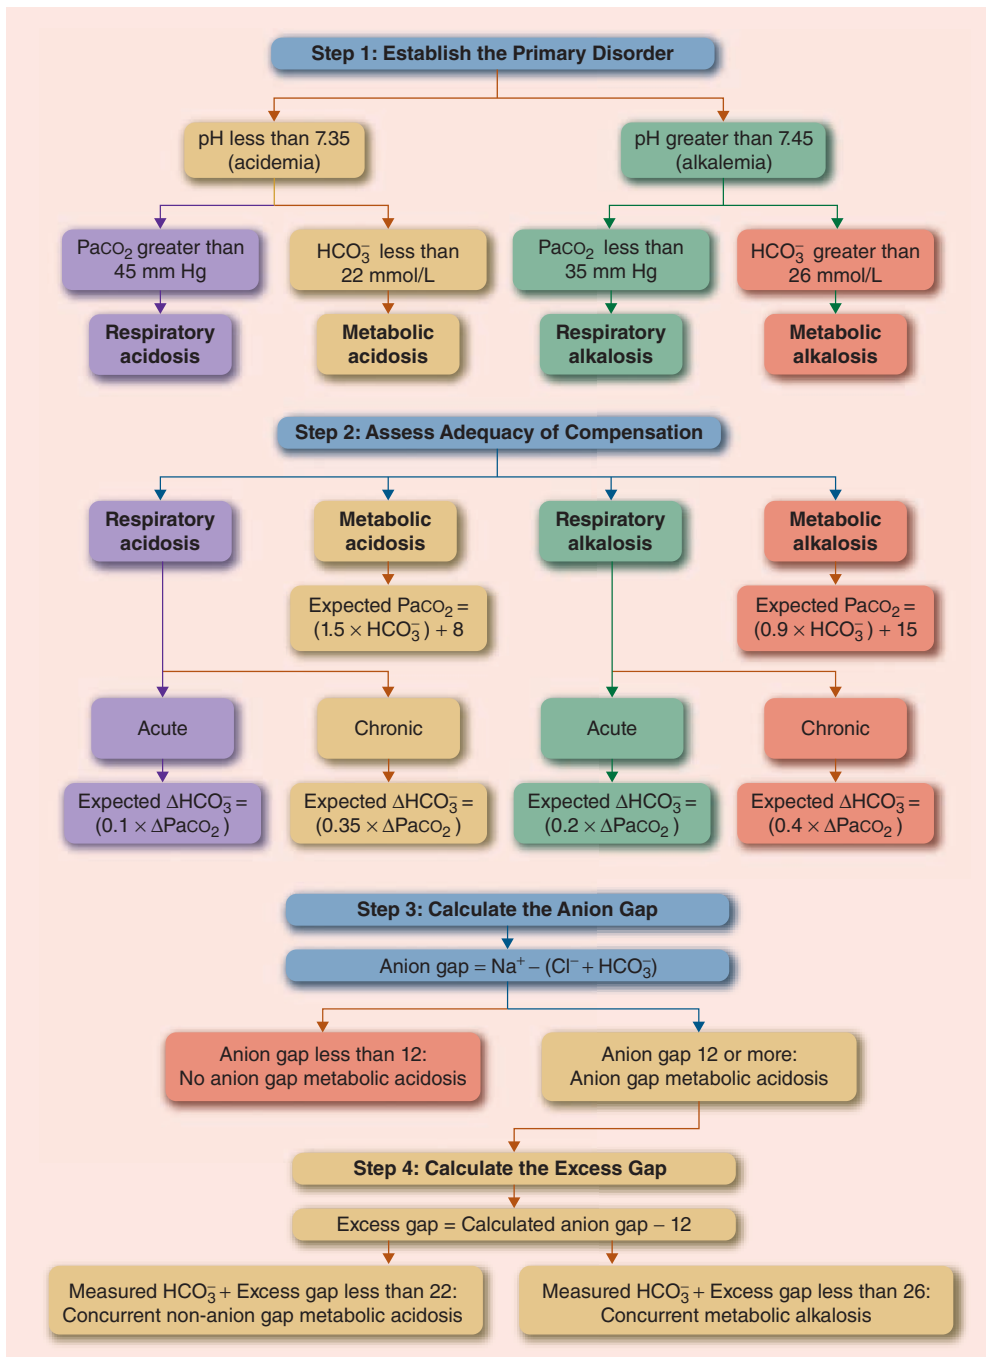 Step 1: Establish the Primary Disorder
pH less than 7.35
(acidemia)
pH greater than 7.45
(alkalemia)
PaCO₂ greater than
45 mm Hg
HCO₃⁻ less than
22 mmol/L
PaCO₂ less than
35 mm Hg
HCO₃⁻ greater than
26 mmol/L
Respiratory
acidosis
Metabolic
acidosis
Respiratory
alkalosis
Metabolic
alkalosis
Step 2: Assess Adequacy of Compensation
Respiratory
acidosis
Metabolic
acidosis
Respiratory
alkalosis
Metabolic
alkalosis
Expected PaCO₂ =
(1.5 × HCO₃⁻) + 8
Expected PaCO₂ =
(0.9 × HCO₃⁻) + 15
Acute
Chronic
Acute
Chronic
Expected ΔHCO₃⁻ =
(0.1 × ΔPaCO₂)
Expected ΔHCO₃⁻ =
(0.35 × ΔPaCO₂)
Expected ΔHCO₃⁻ =
(0.2 × ΔPaCO₂)
Expected ΔHCO₃⁻ =
(0.4 × ΔPaCO₂)
Step 3: Calculate the Anion Gap
Anion gap = Na⁺ − (Cl⁻ + HCO₃⁻)
Anion gap less than 12:
No anion gap metabolic acidosis
Anion gap 12 or more:
Anion gap metabolic acidosis
Step 4: Calculate the Excess Gap
Excess gap = Calculated anion gap − 12
Measured HCO₃⁻ + Excess gap less than 22:
Concurrent non-anion gap metabolic acidosis
Measured HCO₃⁻ + Excess gap less than 26:
Concurrent metabolic alkalosis